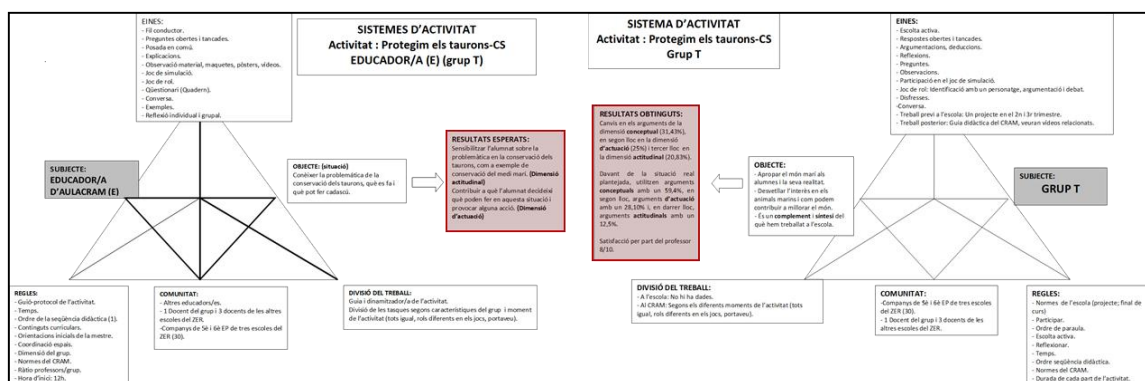 EINES:
- Fil conductor.
- Preguntes obertes i tancades.
- Posada en comú.
- Explicacions.
- Observació material, maquetes, pòsters, vídeos.
- Joc de simulació.
- Joc de rol.
- Qüestionari (Quadern).
- Conversa.
- Exemples.
- Reflexió individual i grupal.
SISTEMES D'ACTIVITAT
Activitat : Protegim els taurons-CS
EDUCADOR/A (E) (grup T)
SUBJECTE:
EDUCADOR/A
D'AULACRAM (E)
OBJECTE: (situació)
Conèixer la problemàtica de la
conservació dels taurons, què es fa i
què pot fer cadascú.
RESULTATS ESPERATS:
Sensibilitzar l'alumnat sobre la
problemàtica en la conservació dels
taurons, com a exemple de
conservació del medi marí. (Dimensió
actitudinal)
Contribuir a què l'alumnat decideixi
què poden fer en aquesta situació i
provocar alguna acció. (Dimensió
d'actuació)
REGLES:
- Guió-protocol de l'activitat.
- Temps.
- Ordre de la seqüència didàctica (1).
- Continguts curriculars.
- Orientacions inicials de la mestre.
- Coordinació espais.
- Dimensió del grup.
- Normes del CRAM.
- Ràtio professors/grup.
- Hora d'inici: 12h.
COMUNITAT:
- Altres educadors/es.
- 1 Docent del grup i 3 docents de les altres
escoles del ZER.
-Companys de 5è i 6è EP de tres escoles del
ZER (30).
DIVISIÓ DEL TREBALL:
Guia i dinamitzador/a de l'activitat.
Divisió de les tasques segons característiques del grup i moment
de l'activitat (tots igual, rols diferents en els jocs, portaveu).
SISTEMA D'ACTIVITAT
Activitat : Protegim els taurons-CS
Grup T
EINES:
- Escolta activa.
- Respostes obertes i tancades.
- Argumentacions, deduccions.
- Reflexions.
- Preguntes.
- Observacions.
- Participació en el joc de simulació.
- Joc de rol: Identificació amb un personatge, argumentació i debat.
- Disfresses.
-Conversa.
- Treball previ a l'escola: Un projecte en el 2n i 3r trimestre.
- Treball posterior: Guia didàctica del CRAM, veuran vídeos relacionats.
RESULTATS OBTINGUTS:
Canvis en els arguments de la
dimensió conceptual (31,43%),
en segon lloc en la dimensió
d'actuació (25%) i tercer lloc
en la dimensió actitudinal (20,83%).
Davant de la situació real
plantejada, utilitzen arguments
conceptuals amb un 59,4%, en
segon lloc, arguments d'actuació
amb un 28,10% i, en darrer lloc,
arguments actitudinals amb un
12,5%.
Satisfacció per part del professor
8/10.
OBJECTE:
- Apropar el món marí als
alumnes i la seva realitat.
- Desvetllar l'interès en els
animals marins i com poden
contribuir a millorar el món.
- És un complement i síntesi del
què hem treballat a l'escola.
SUBJECTE:
GRUP T
DIVISIÓ DEL TREBALL:
- A l'escola: No hi ha dades.
- Al CRAM: Segons els diferents moments de l'activitat (tots
igual, rols diferents en els jocs, portaveu).
COMUNITAT:
-Companys de 5è i 6è EP de tres escoles
del ZER (30).
- 1 Docent del grup i 3 docents de les
altres escoles del ZER.
REGLES:
- Normes de l'escola (projecte; final de
curs)
- Participar.
- Ordre de paraula.
- Escolta activa.
- Reflexionar.
- Temps.
- Ordre seqüència didàctica.
- Normes del CRAM.
- Durada de cada part de l'activitat.